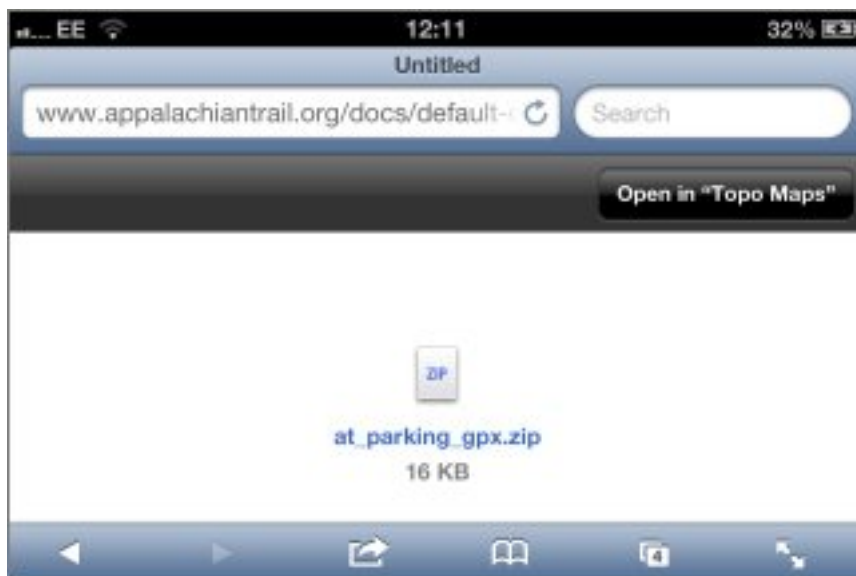 EE 12:11 32%
Untitled
www.appalachiantrail.org/docs/default- Search
Open in "Topo Maps"
ZIP
at_parking_gpx.zip
16 KB
4